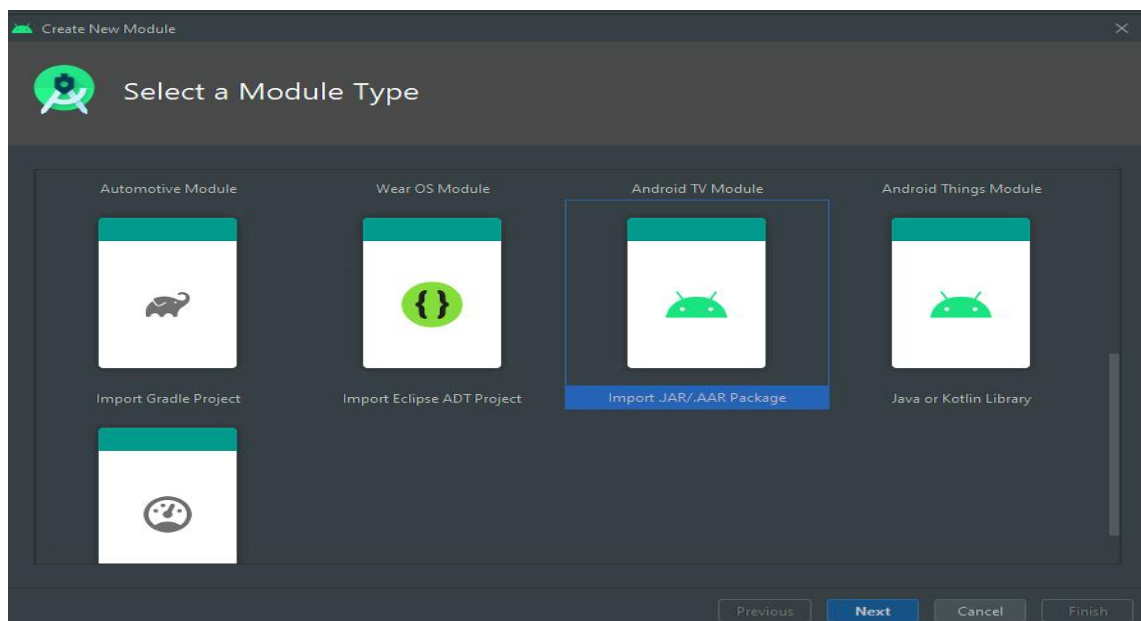 Create New Module
Select a Module Type
Automotive Module
Wear OS Module
Android TV Module
Android Things Module
Import Gradle Project
Import Eclipse ADT Project
Import .JAR/.AAR Package
Java or Kotlin Library
Previous
Next
Cancel
Finish